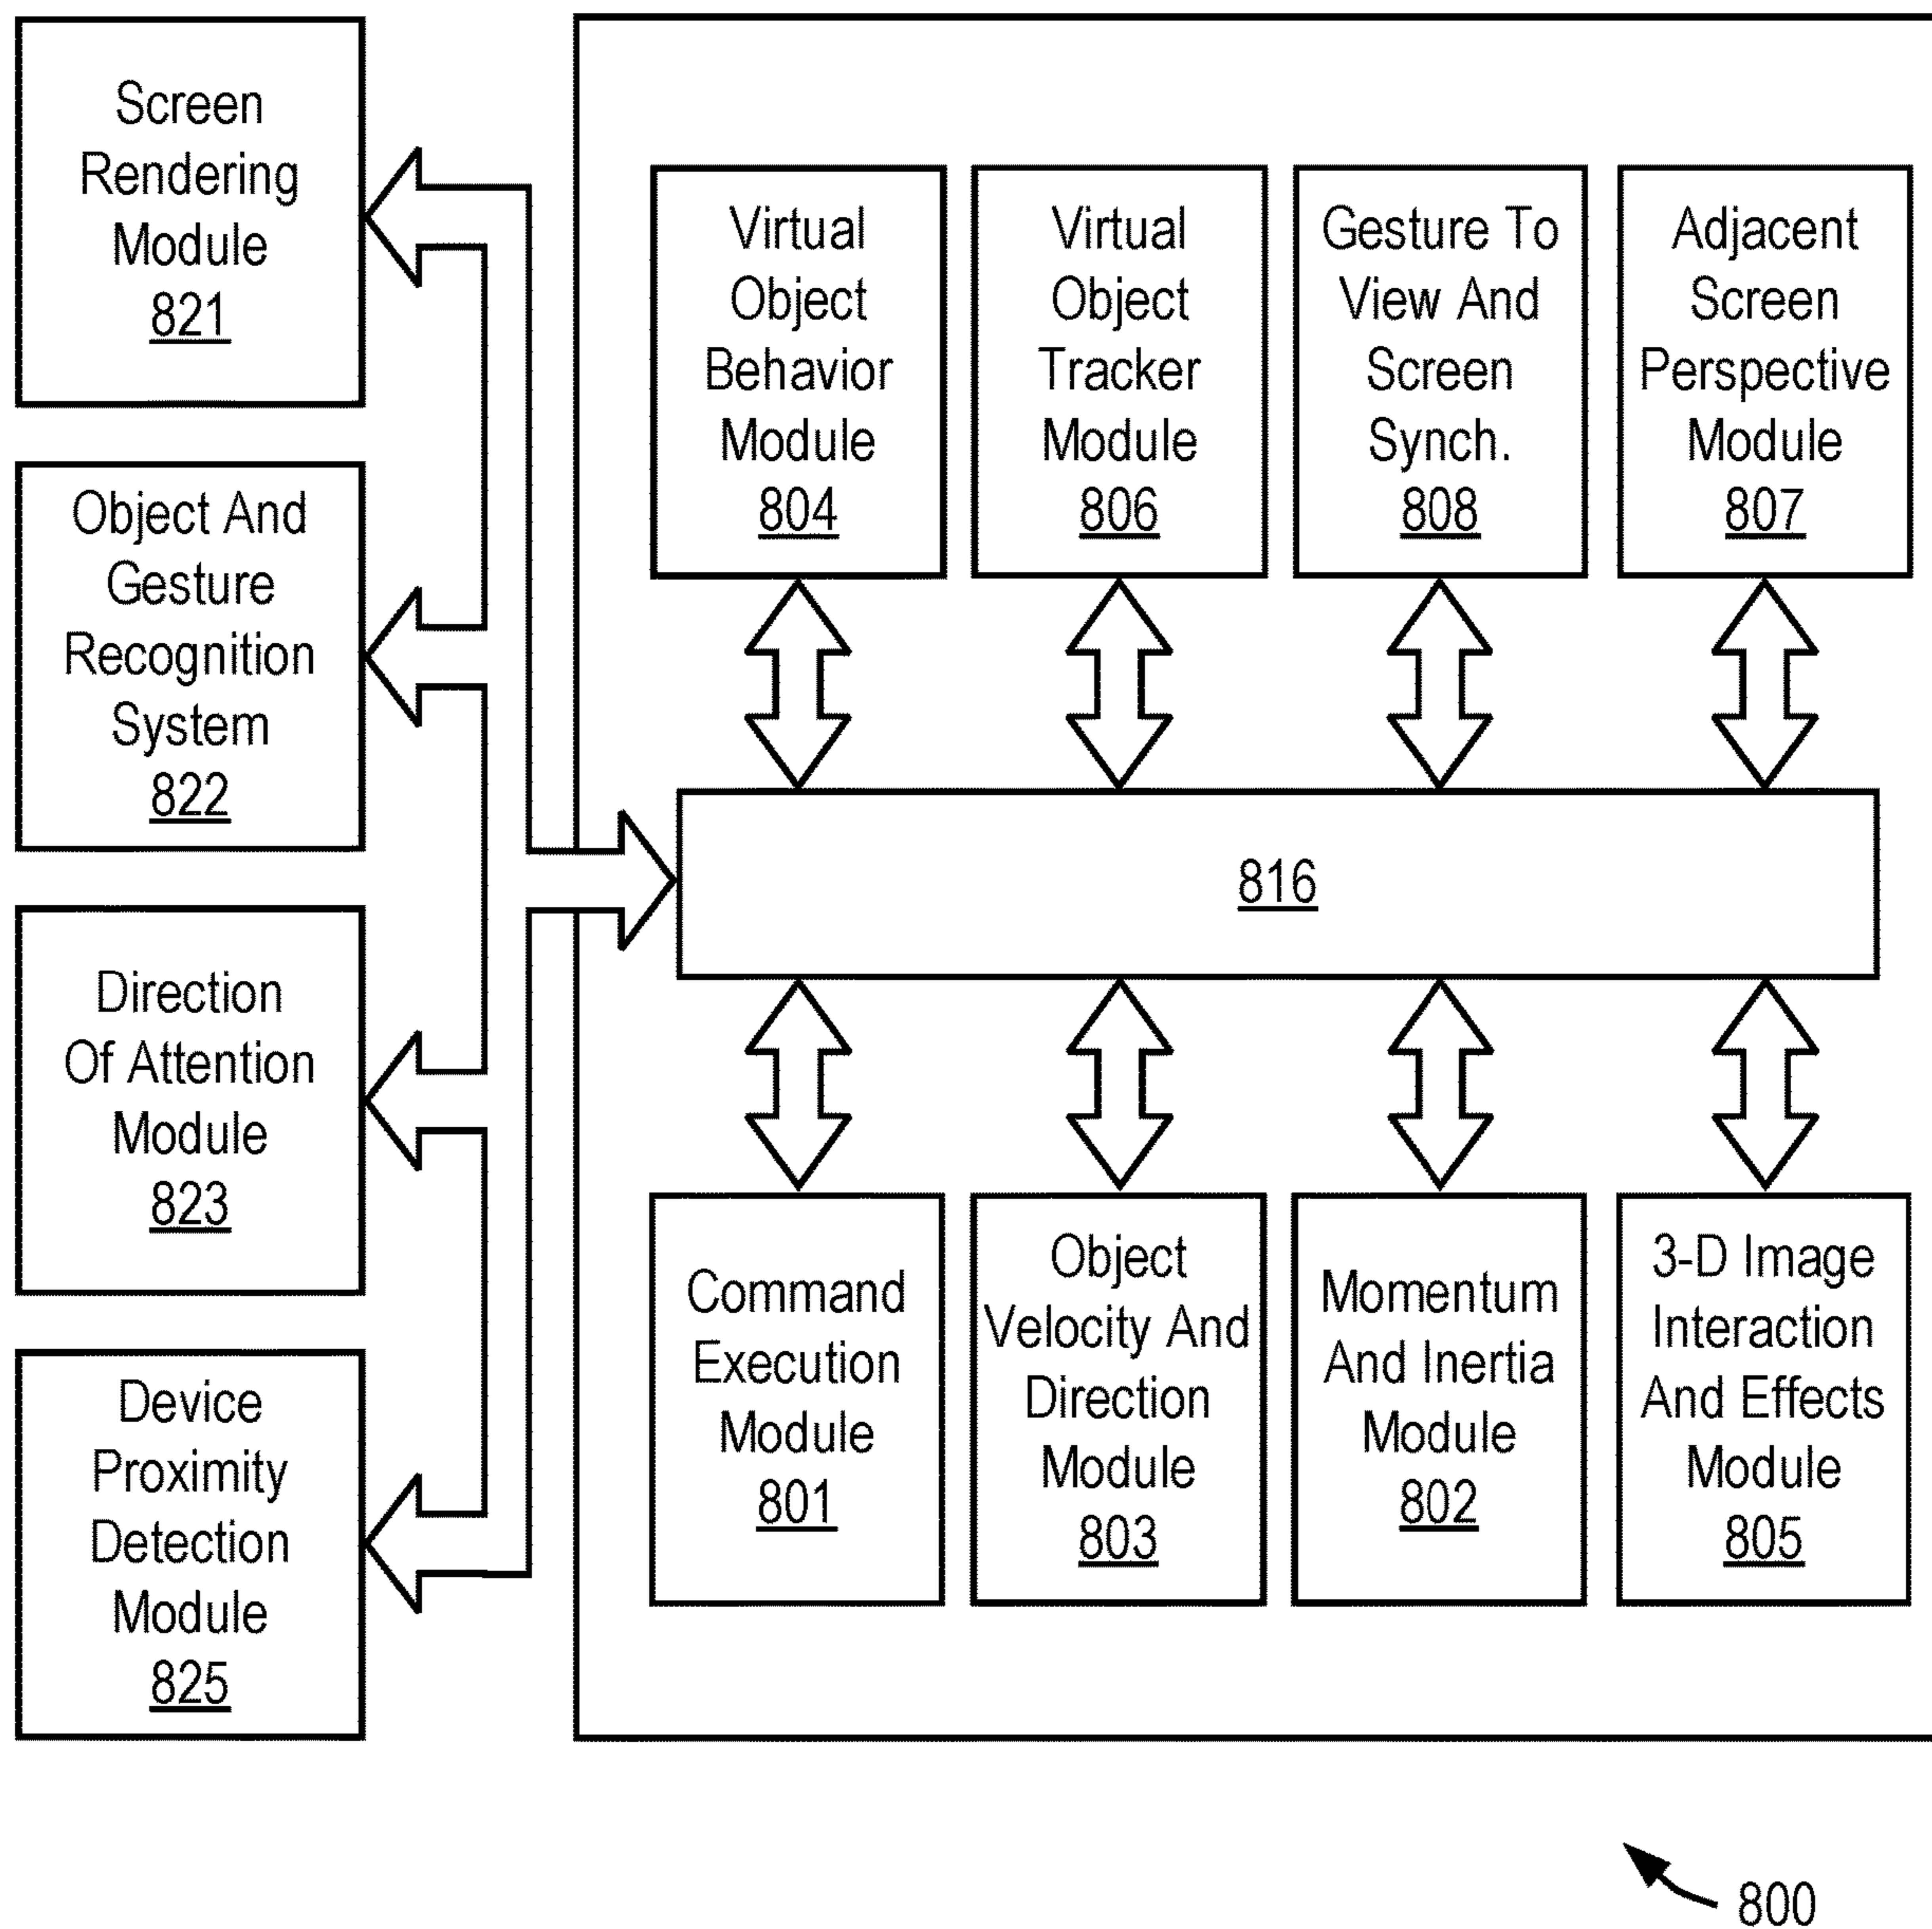 Screen
Rendering
Module
821
Object And
Gesture
Recognition
System
822
Direction
Of Attention
Module
823
Device
Proximity
Detection
Module
825
Virtual
Object
Behavior
Module
804
Virtual
Object
Tracker
Module
806
Gesture To
View And
Screen
Synch.
808
Adjacent
Screen
Perspective
Module
807
816
Command
Execution
Module
801
Object
Velocity And
Direction
Module
803
Momentum
And Inertia
Module
802
3-D Image
Interaction
And Effects
Module
805
800